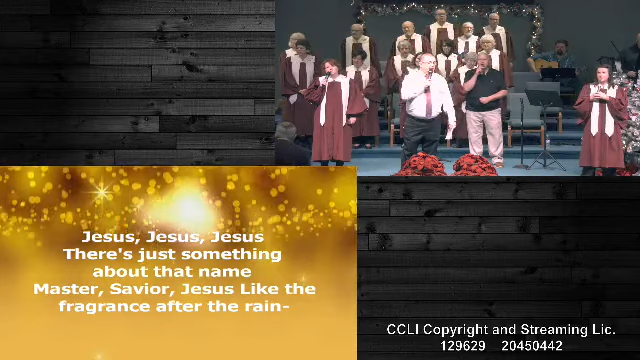 Jesus, Jesus, Jesus
There's just something
about that name
Master, Savior, Jesus Like the
fragrance after the rain-
CCLI Copyright and Streaming Lic.
129629 20450442